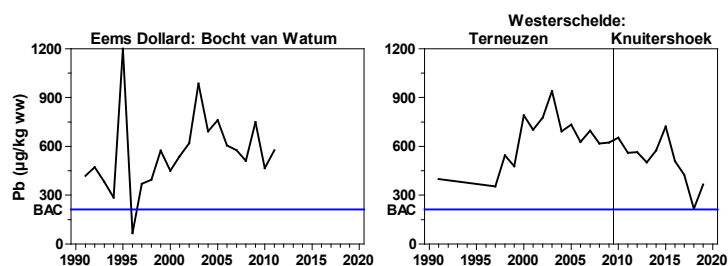 Eems Dollard: Bocht van Watum
Pb (µg/kg ww)
1200
900
600
300
BAC
0
1990 1995 2000 2005 2010 2015 2020
Westerschelde:
Terneuzen Knuitershoek
1200
900
600
300
BAC
0
1990 1995 2000 2005 2010 2015 2020